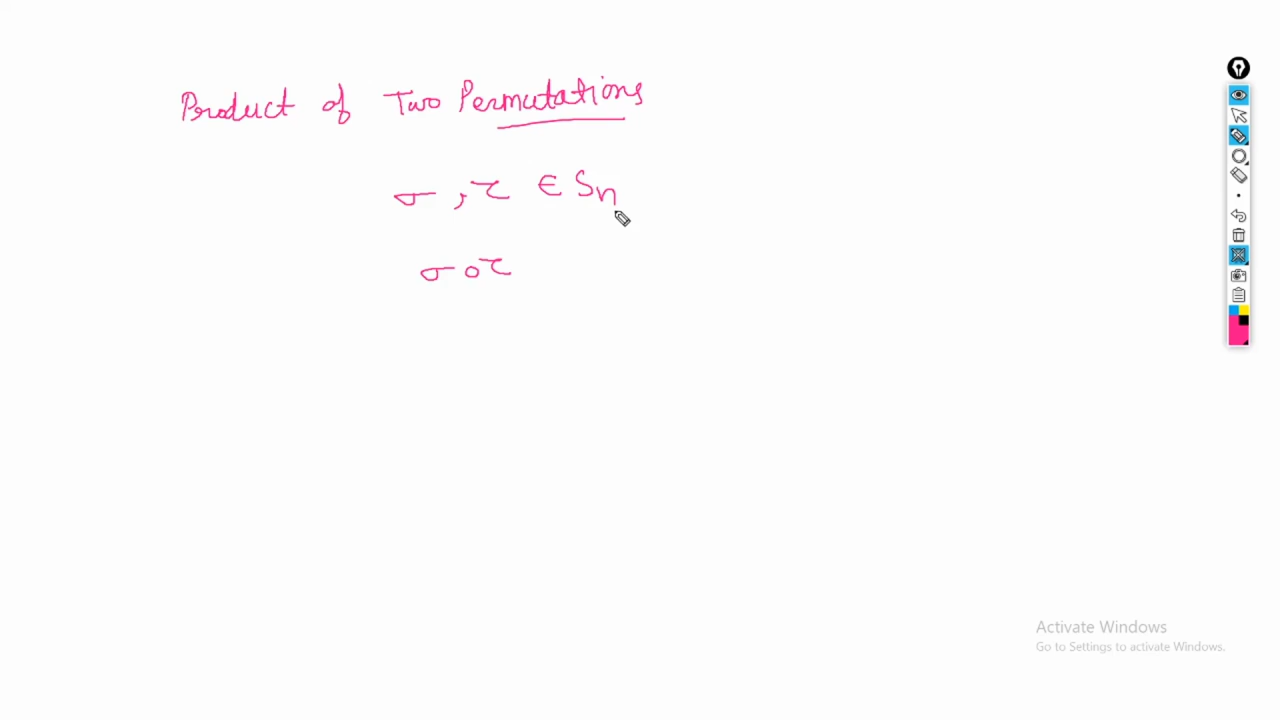 Product of Two Permutations
σ, τ ∈ Sn
σ ∘ τ
Activate Windows
Go to Settings to activate Windows.